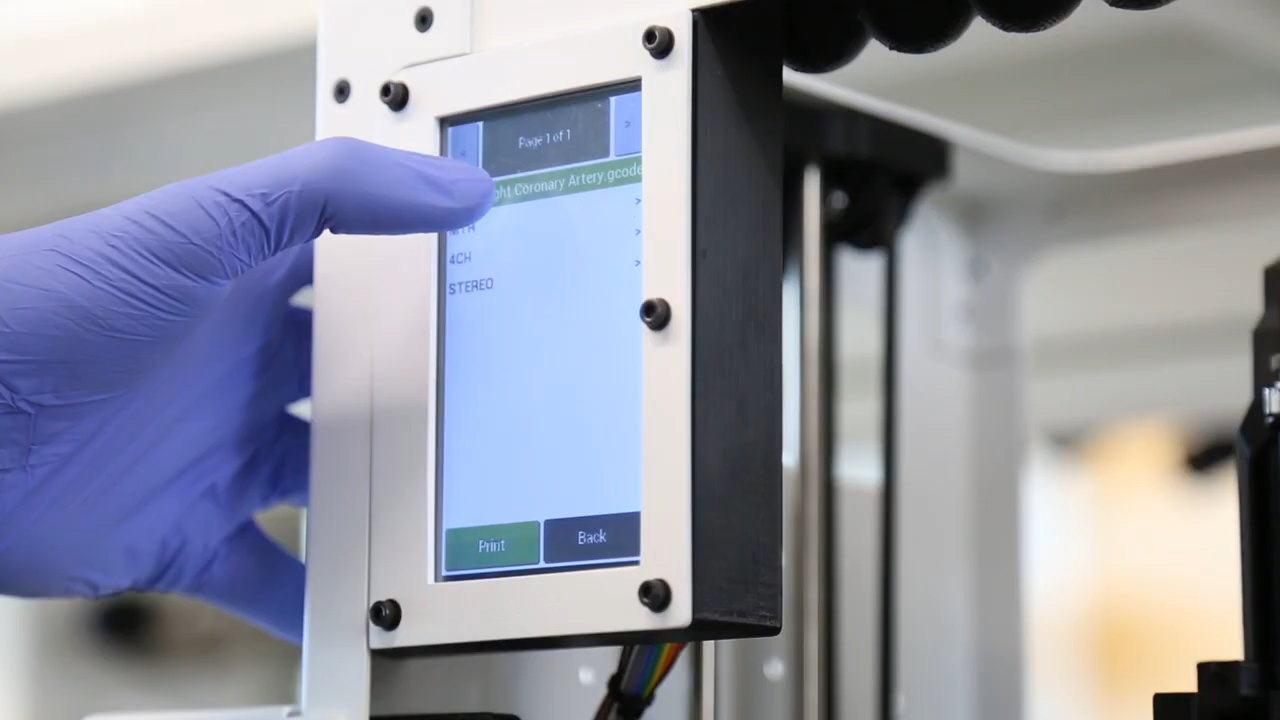 Page 1 of 1 >
ght Coronary Artery.gcode
>
>
4CH >
STEREO
Print Back